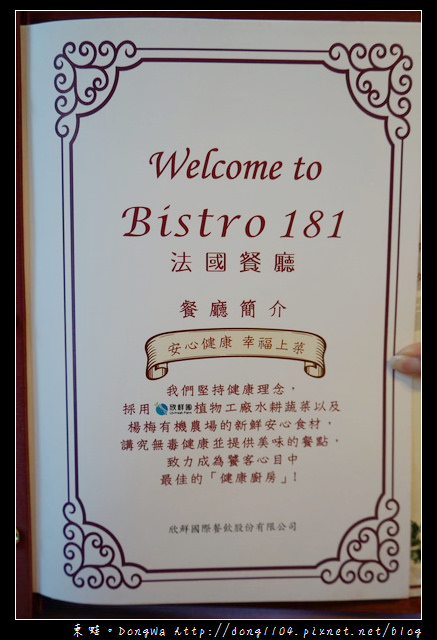 Welcome to
Bistro 181
法國餐廳
餐廳簡介
安心健康 幸福上菜
我們堅持健康理念，
採用欣鮮園植物工廠水耕蔬菜以及
楊梅有機農場的新鮮安心食材，
講究無毒健康並提供美味的餐點，
致力成為饕客心目中
最佳的「健康廚房」！
欣鮮國際餐飲股份有限公司
東蛙。DongWa http://dong1104.pixnet.net/blog